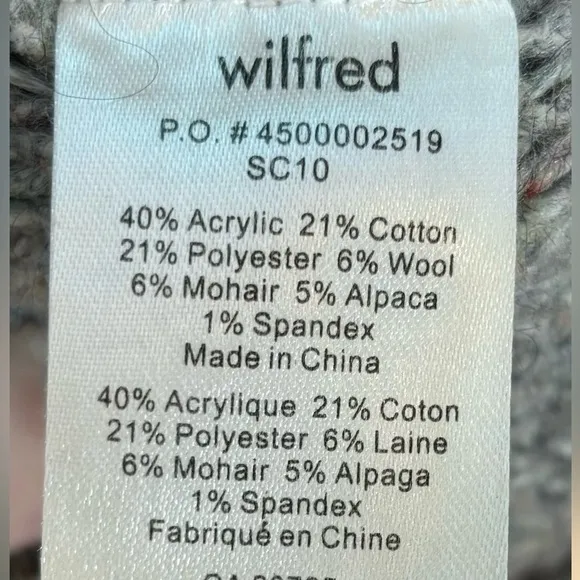 wilfred
P.O. # 4500002519
SC10
40% Acrylic 21% Cotton
21% Polyester 6% Wool
6% Mohair 5% Alpaca
1% Spandex
Made in China
40% Acrylique 21% Coton
21% Polyester 6% Laine
6% Mohair 5% Alpaga
1% Spandex
Fabriqué en Chine